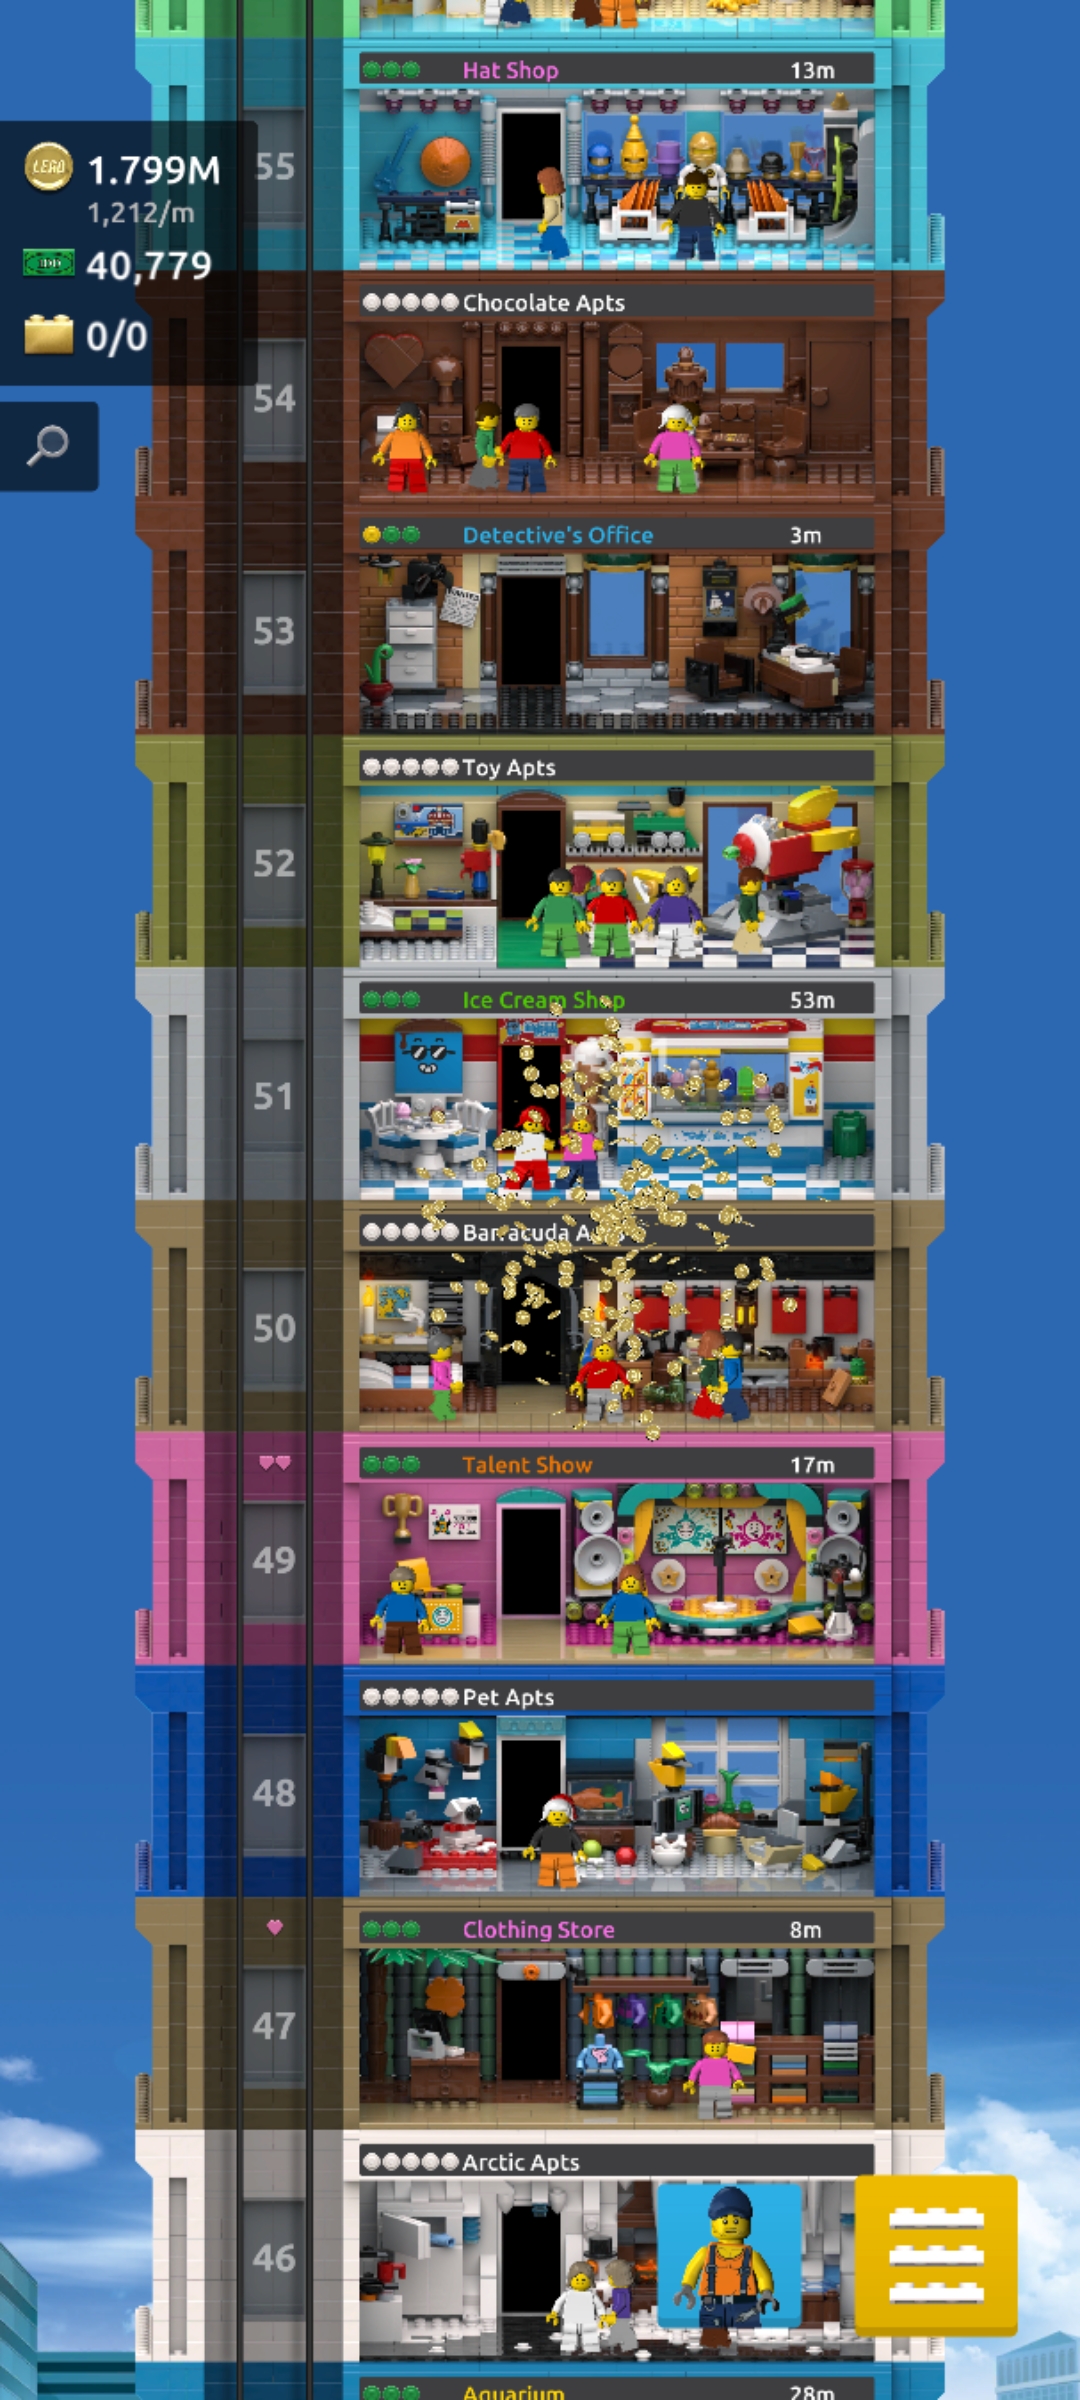 Hat Shop 13m
LEGO 1.799M
55
1,212/m
40,779
Chocolate Apts
0/0
54
Detective's Office 3m
WANTED
53
Toy Apts
52
Ice Cream Shop 53m
51
Barracuda A
50
Talent Show 17m
49
Pet Apts
48
Clothing Store 8m
47
Arctic Apts
46
Aquarium 28m